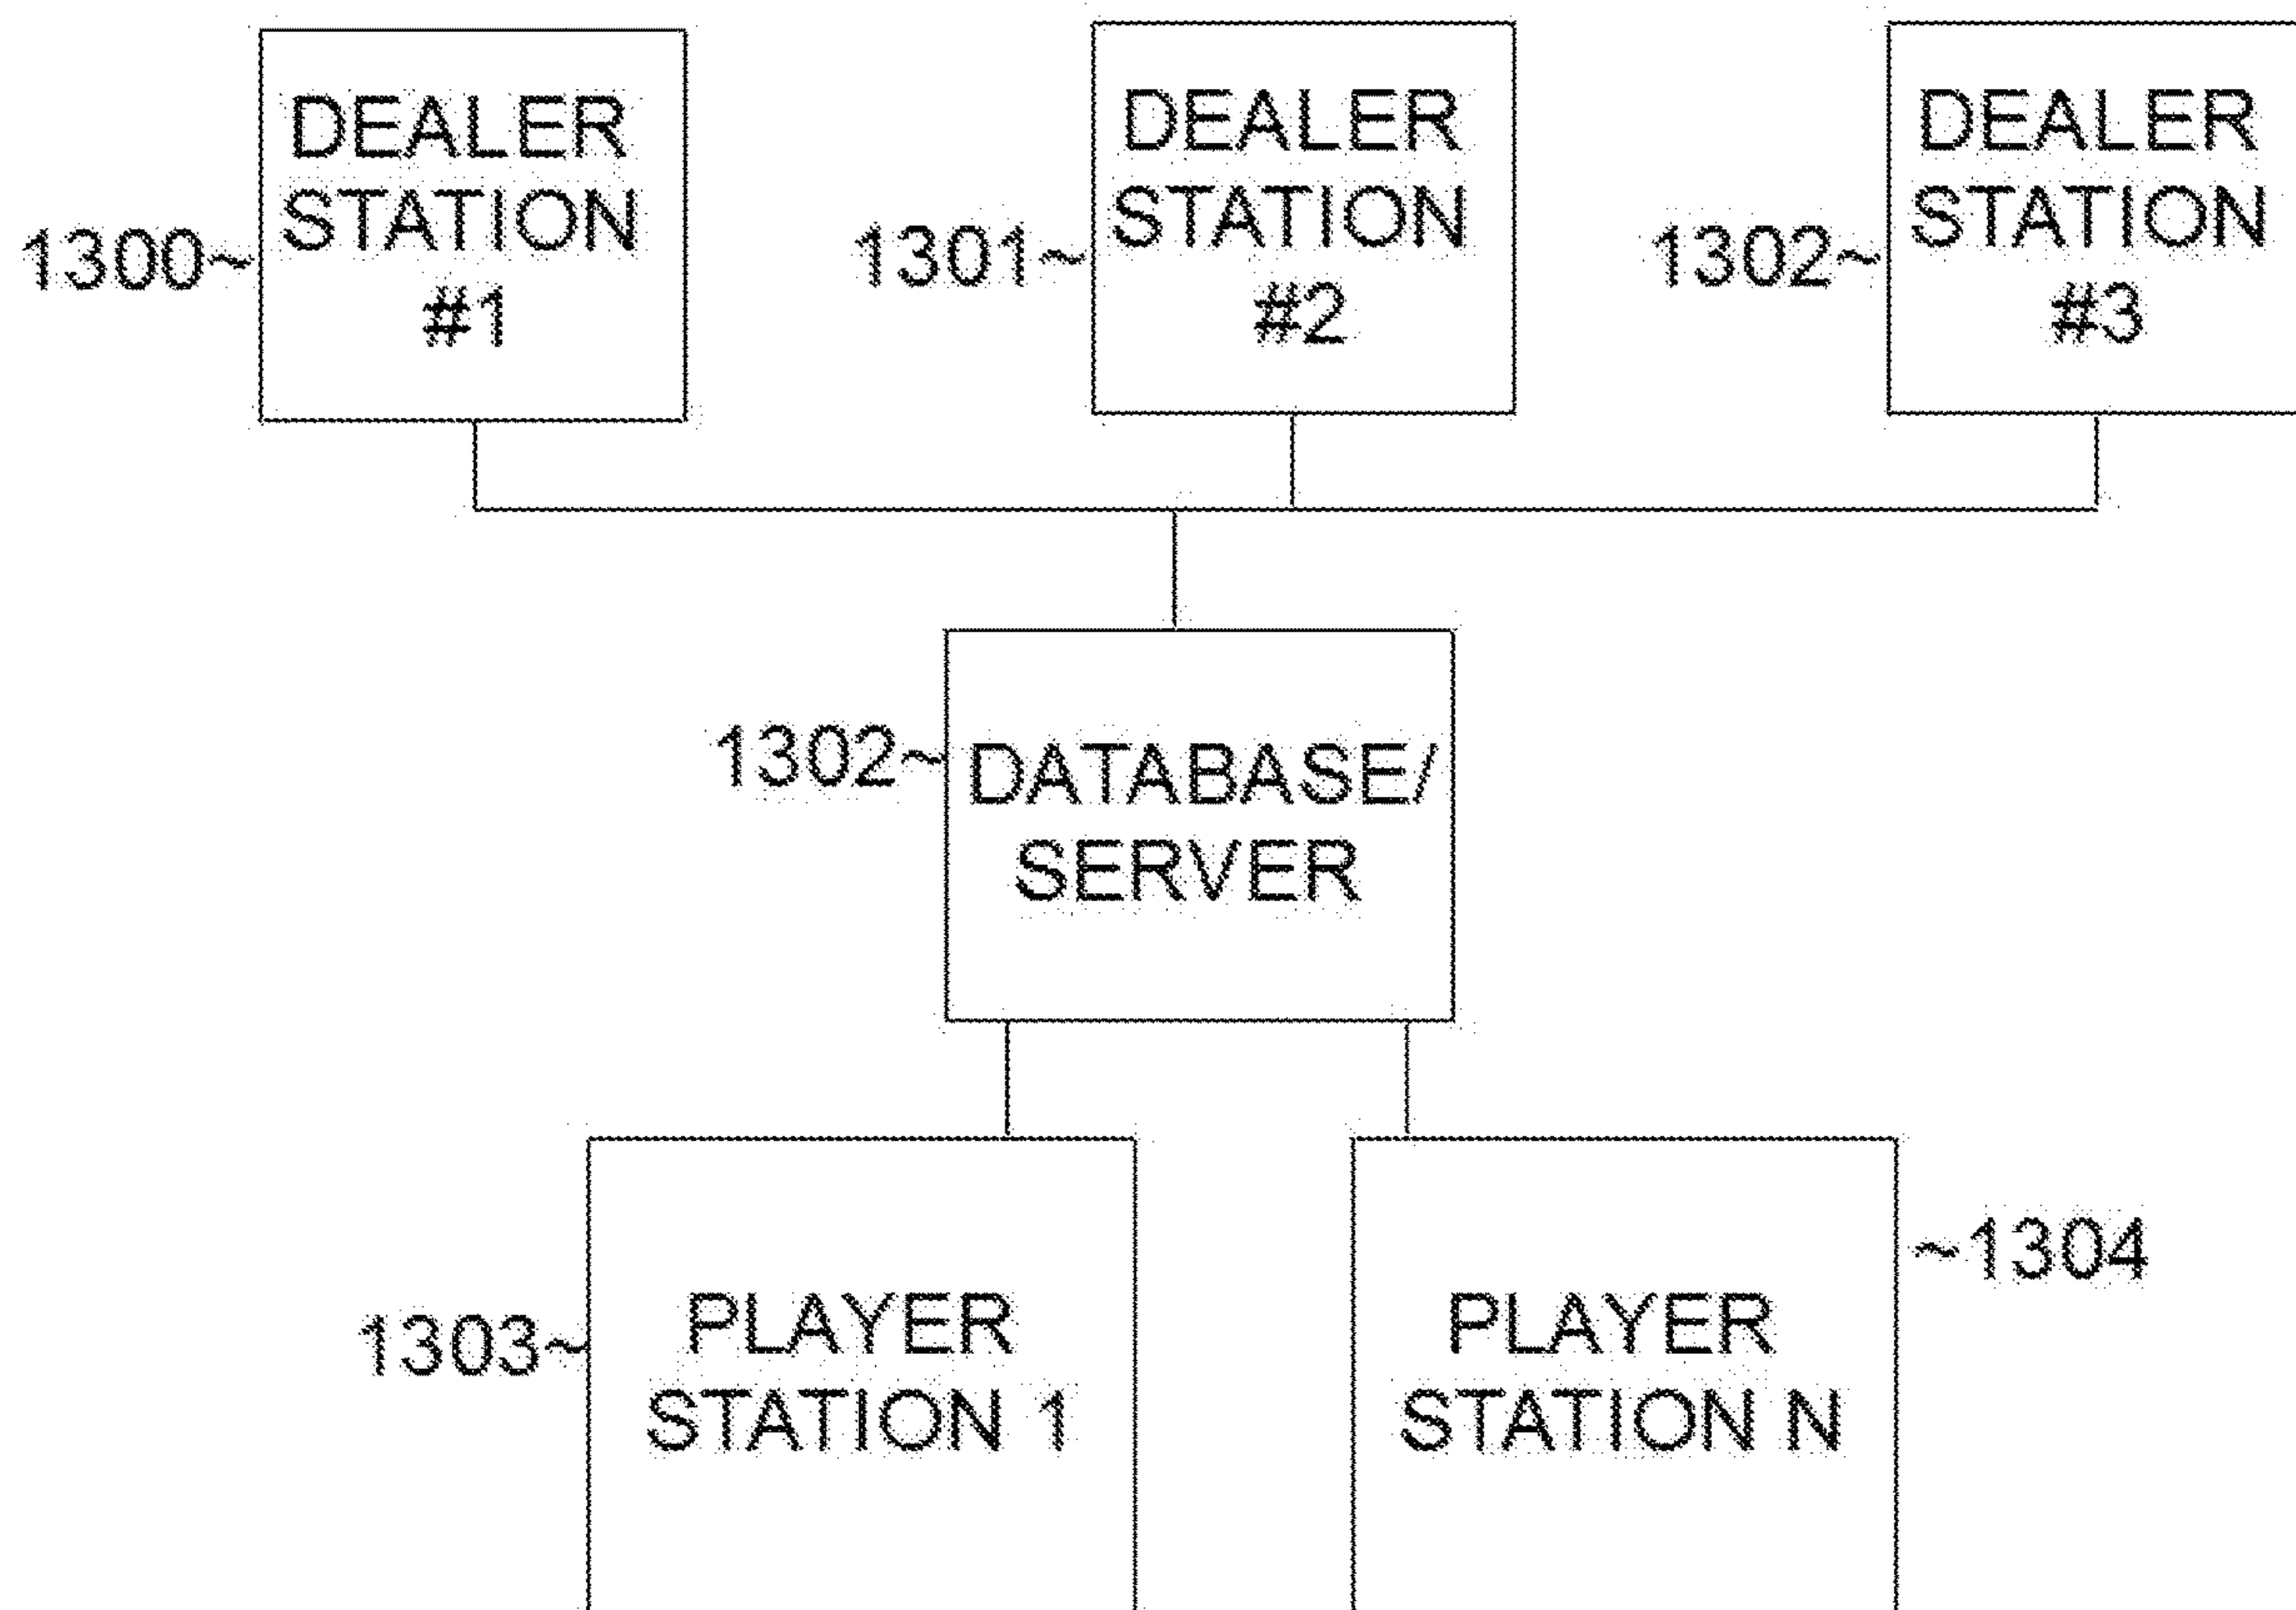 DEALER
STATION
#1
1300~
DEALER
STATION
#2
1301~
DEALER
STATION
#3
1302~
1302~
DATABASE/
SERVER
1303~
PLAYER
STATION 1
PLAYER
STATION N
~1304